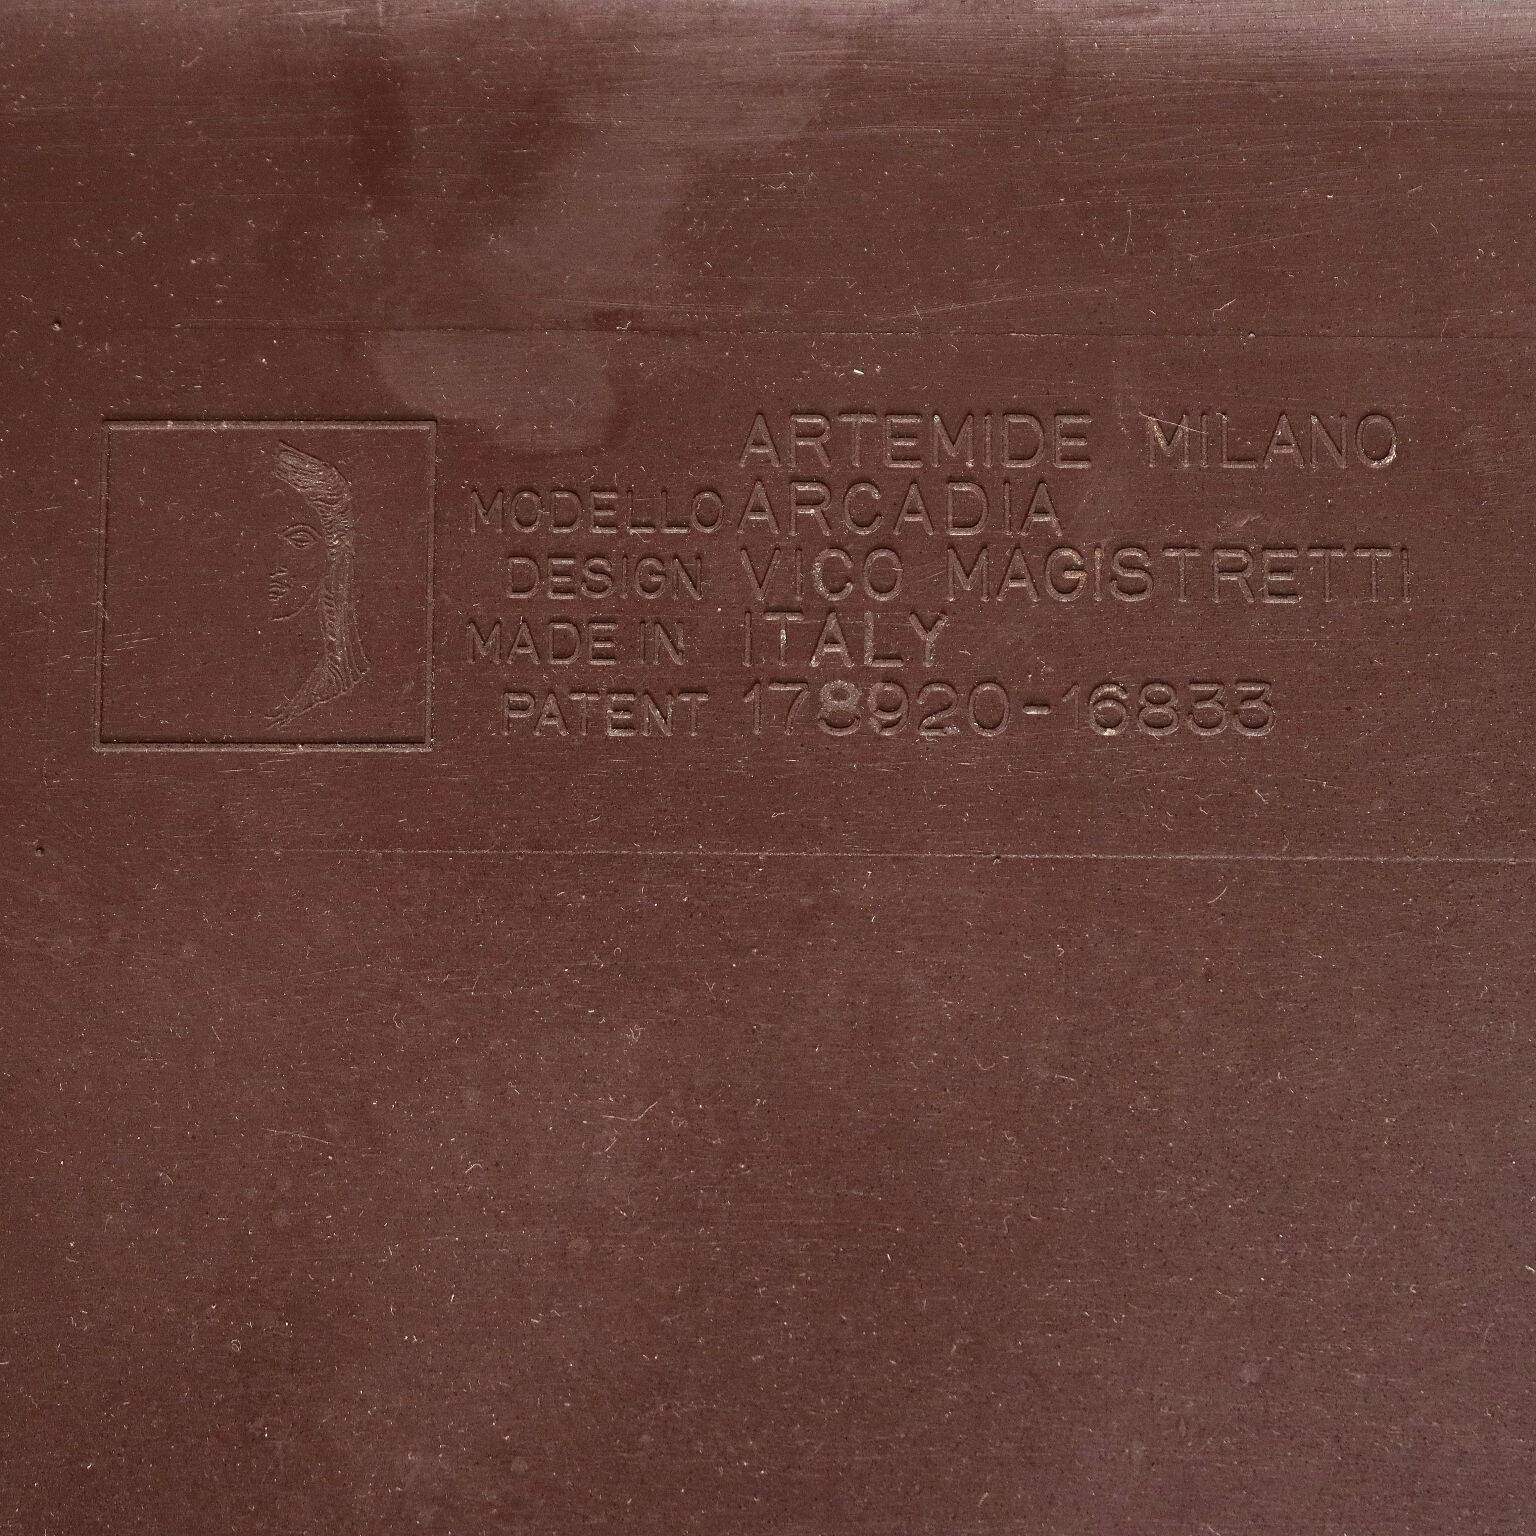 ARTEMIDE MILANO
MODELLO ARCADIA
DESIGN VICO MAGISTRETTI
MADE IN ITALY
PATENT 178920-16833